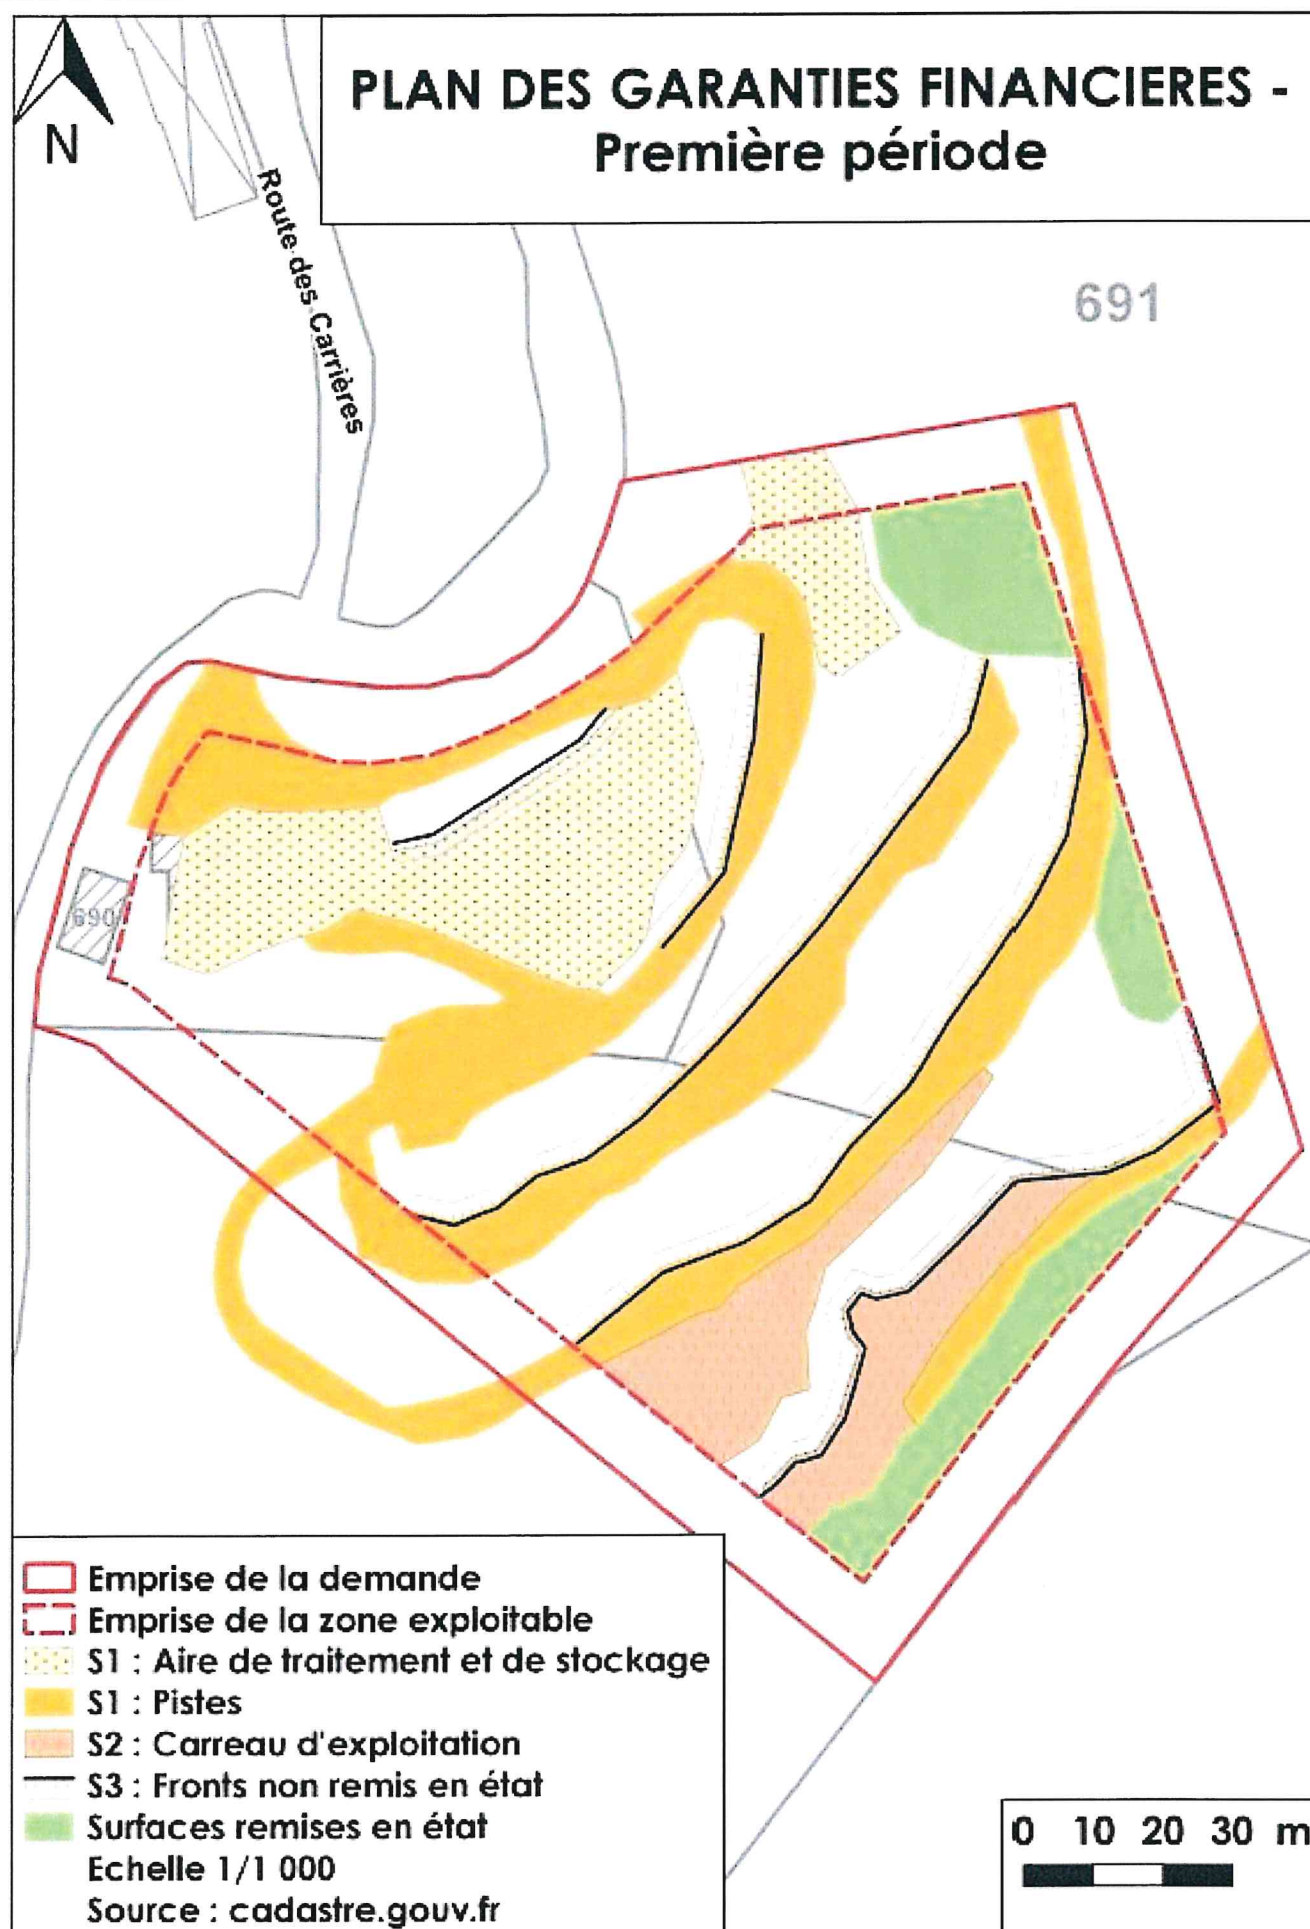 N
PLAN DES GARANTIES FINANCIERES -
Première période
Route des Carrières
691
690
Emprise de la demande
Emprise de la zone exploitable
S1 : Aire de traitement et de stockage
S1 : Pistes
S2 : Carreau d'exploitation
S3 : Fronts non remis en état
Surfaces remises en état
Echelle 1/1 000
Source : cadastre.gouv.fr
0 10 20 30 m